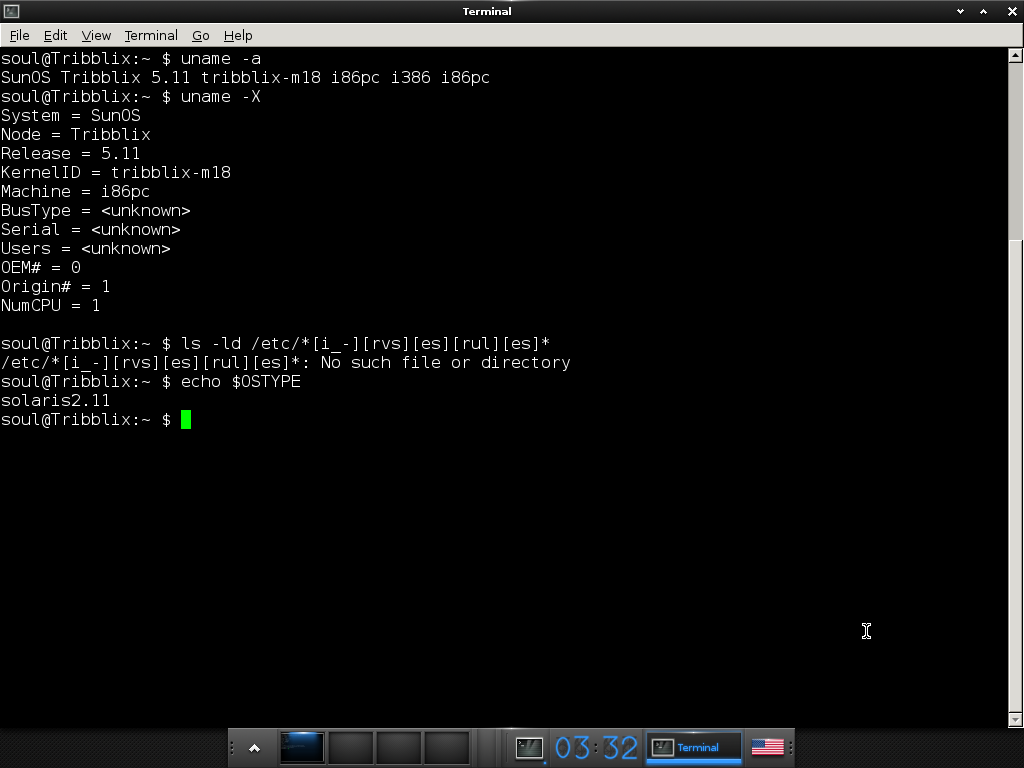 Terminal
File Edit View Terminal Go Help
soul@Tribblix:~ $ uname -a
SunOS Tribblix 5.11 tribblix-m18 i86pc i386 i86pc
soul@Tribblix:~ $ uname -X
System = SunOS
Node = Tribblix
Release = 5.11
KernelID = tribblix-m18
Machine = i86pc
BusType = <unknown>
Serial = <unknown>
Users = <unknown>
OEM# = 0
Origin# = 1
NumCPU = 1
soul@Tribblix:~ $ ls -ld /etc/*[i_-][rvs][es][rul][es]*
/etc/*[i_-][rvs][es][rul][es]*: No such file or directory
soul@Tribblix:~ $ echo $OSTYPE
solaris2.11
soul@Tribblix:~ $
03:32 Terminal